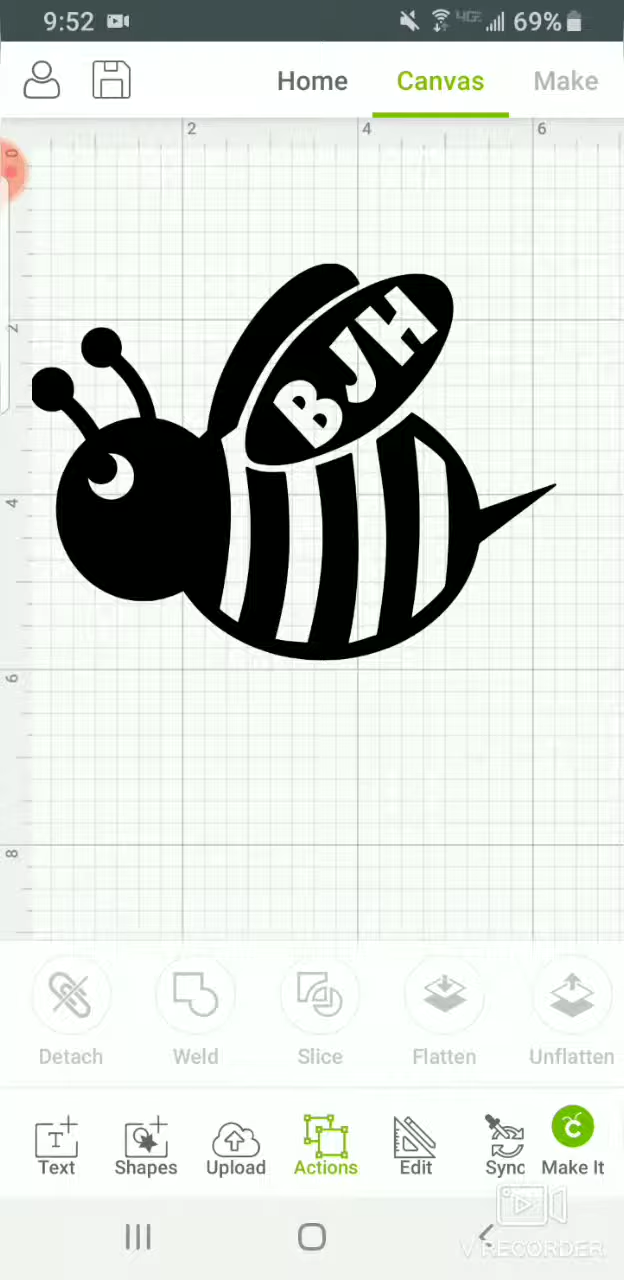 9:52 4G 69%
Home Canvas Make
2 4 6
0
2
4
6
8
BJH
Detach Weld Slice Flatten Unflatten
Text Shapes Upload Actions Edit Sync Make It
V RECORDER